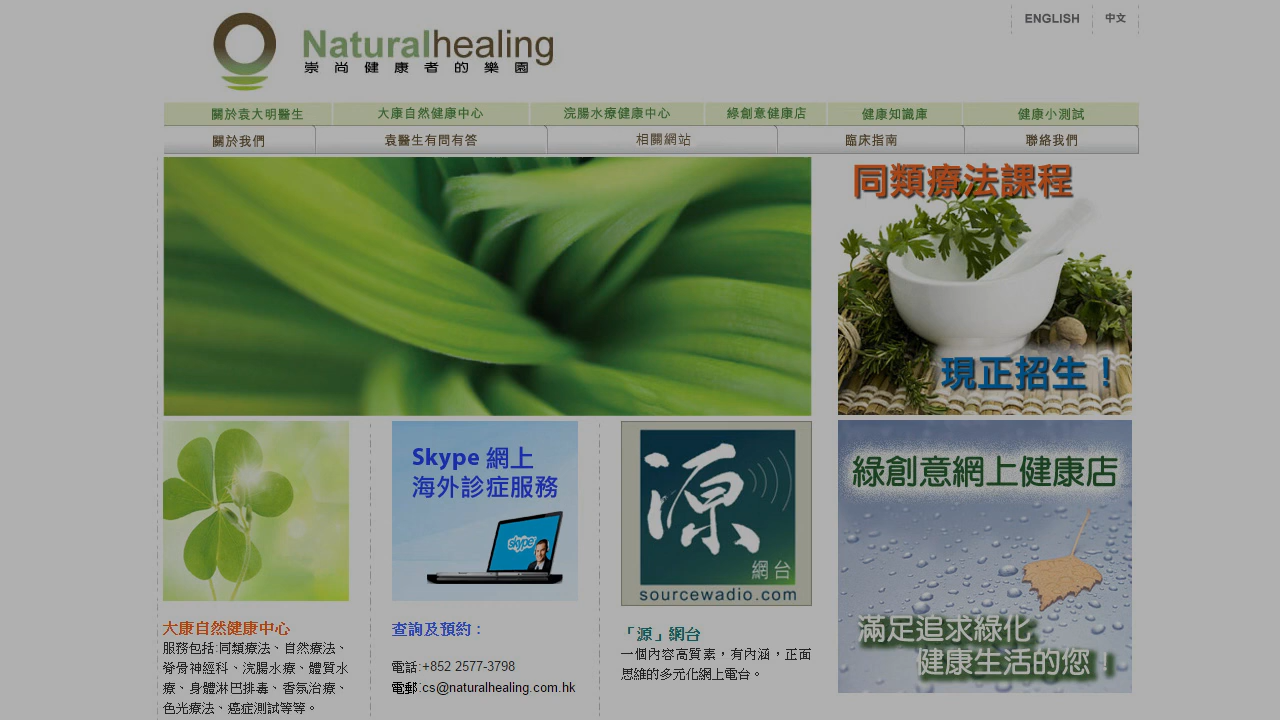 ENGLISH
中文
Naturalhealing
崇尚健康者的樂園
關於袁大明醫生
大康自然健康中心
浣腸水療健康中心
綠創意健康店
健康知識庫
健康小測試
關於我們
袁醫生有問有答
相關網站
臨床指南
聯絡我們
同類療法課程
現正招生！
Skype 網上
海外診症服務
skype
源
網台
sourcewadio.com
綠創意網上健康店
滿足追求綠化
健康生活的您！
大康自然健康中心
服務包括:同類療法、自然療法、
脊骨神經科、洗腸水療、礦泉水
療、身體淋巴排毒、香氣治療、
色光療法、癌症測試等等。
查詢及預約：
電話:+852 2577-3798
電郵:cs@naturalhealing.com.hk
「源」網台
一個內容高質素，有內涵，正面
思維的多元化網上電台。